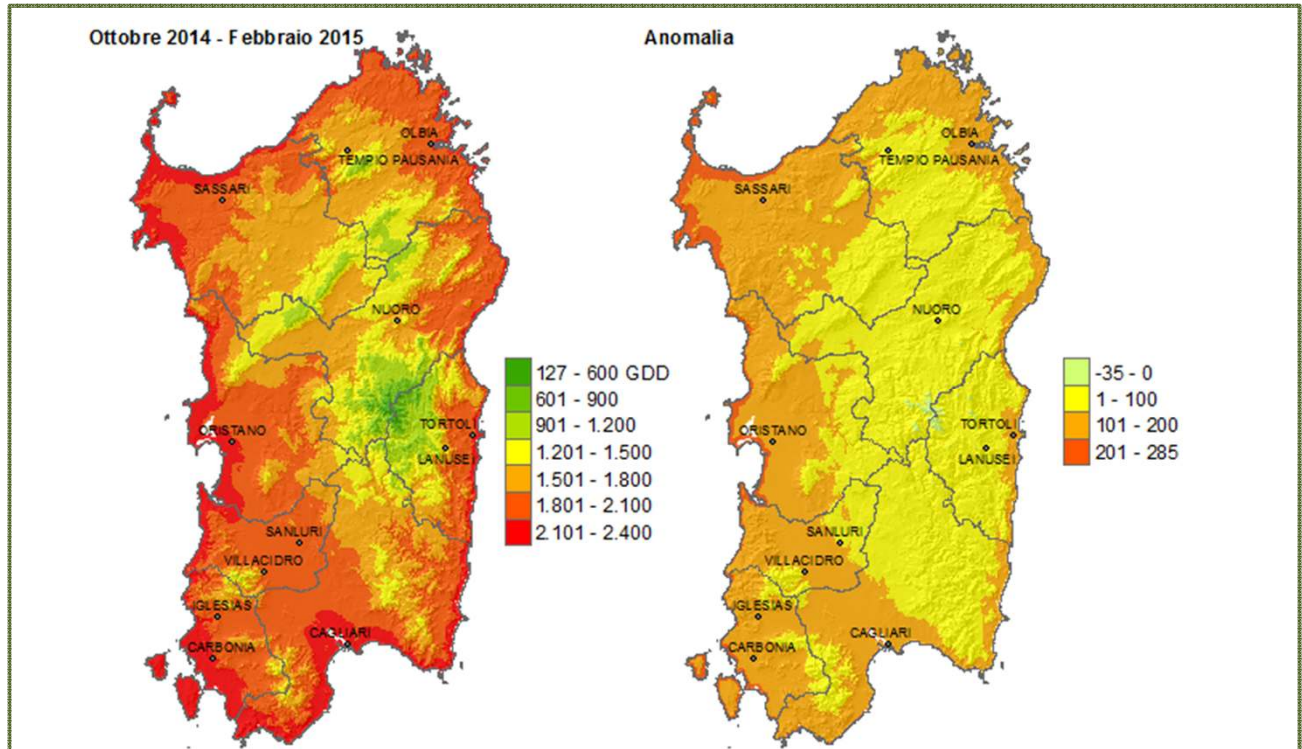 Ottobre 2014 - Febbraio 2015
OLBIA
TEMPIO PAUSANIA
SASSARI
NUORO
ORISTANO
TORTOLI
LANUSEI
SANLURI
VILLACIDRO
IGLESIAS
CAGLIARI
CARBONIA
127 - 600 GDD
601 - 900
901 - 1.200
1.201 - 1.500
1.501 - 1.800
1.801 - 2.100
2.101 - 2.400
Anomalia
OLBIA
TEMPIO PAUSANIA
SASSARI
NUORO
ORISTANO
TORTOLI
LANUSEI
SANLURI
VILLACIDRO
IGLESIAS
CAGLIARI
CARBONIA
-35 - 0
1 - 100
101 - 200
201 - 285